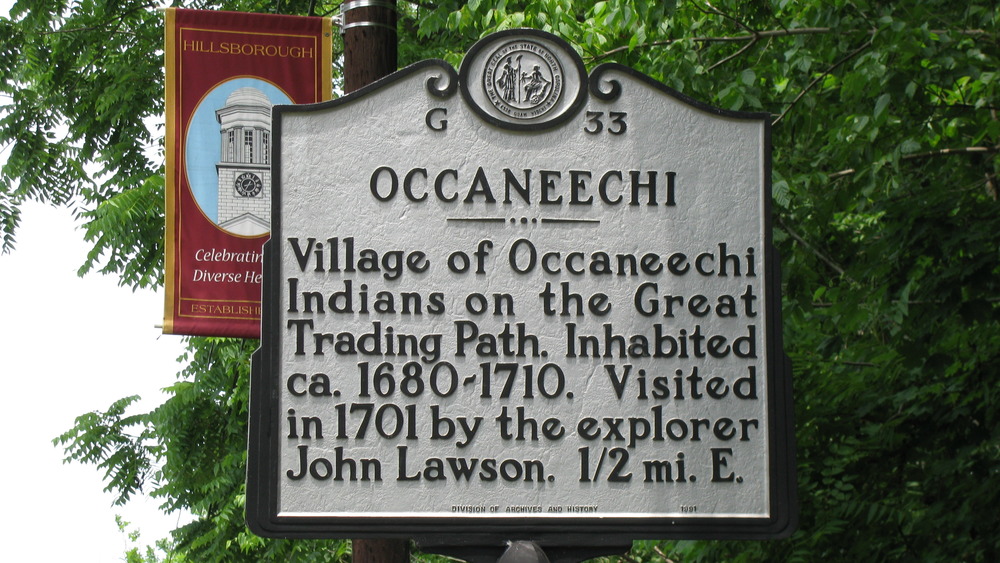 HILLSBOROUGH
Celebratin
Diverse He
ESTABLISH
G 33
OCCANEECHI
Village of Occaneechi
Indians on the Great
Trading Path. Inhabited
ca. 1680-1710. Visited
in 1701 by the explorer
John Lawson. 1/2 mi. E.
DIVISION OF ARCHIVES AND HISTORY 1991